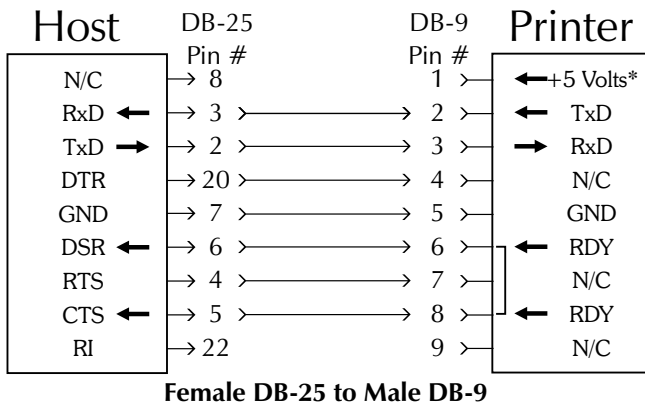 Host DB-25 DB-9 Printer
Pin # Pin #
N/C 8 1 +5 Volts*
RxD 3 2 TxD
TxD 2 3 RxD
DTR 20 4 N/C
GND 7 5 GND
DSR 6 6 RDY
RTS 4 7 N/C
CTS 5 8 RDY
RI 22 9 N/C
Female DB-25 to Male DB-9